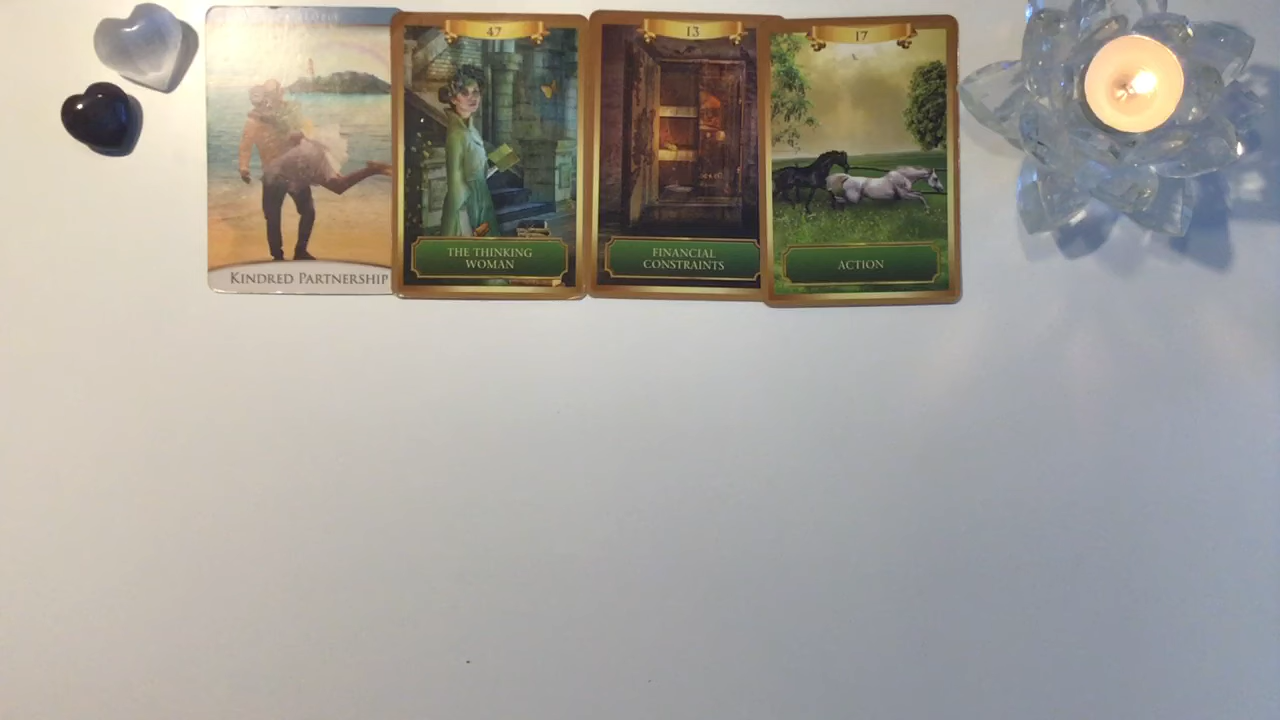 47
13
17
KINDRED PARTNERSHIP
THE THINKING
WOMAN
FINANCIAL
CONSTRAINTS
ACTION